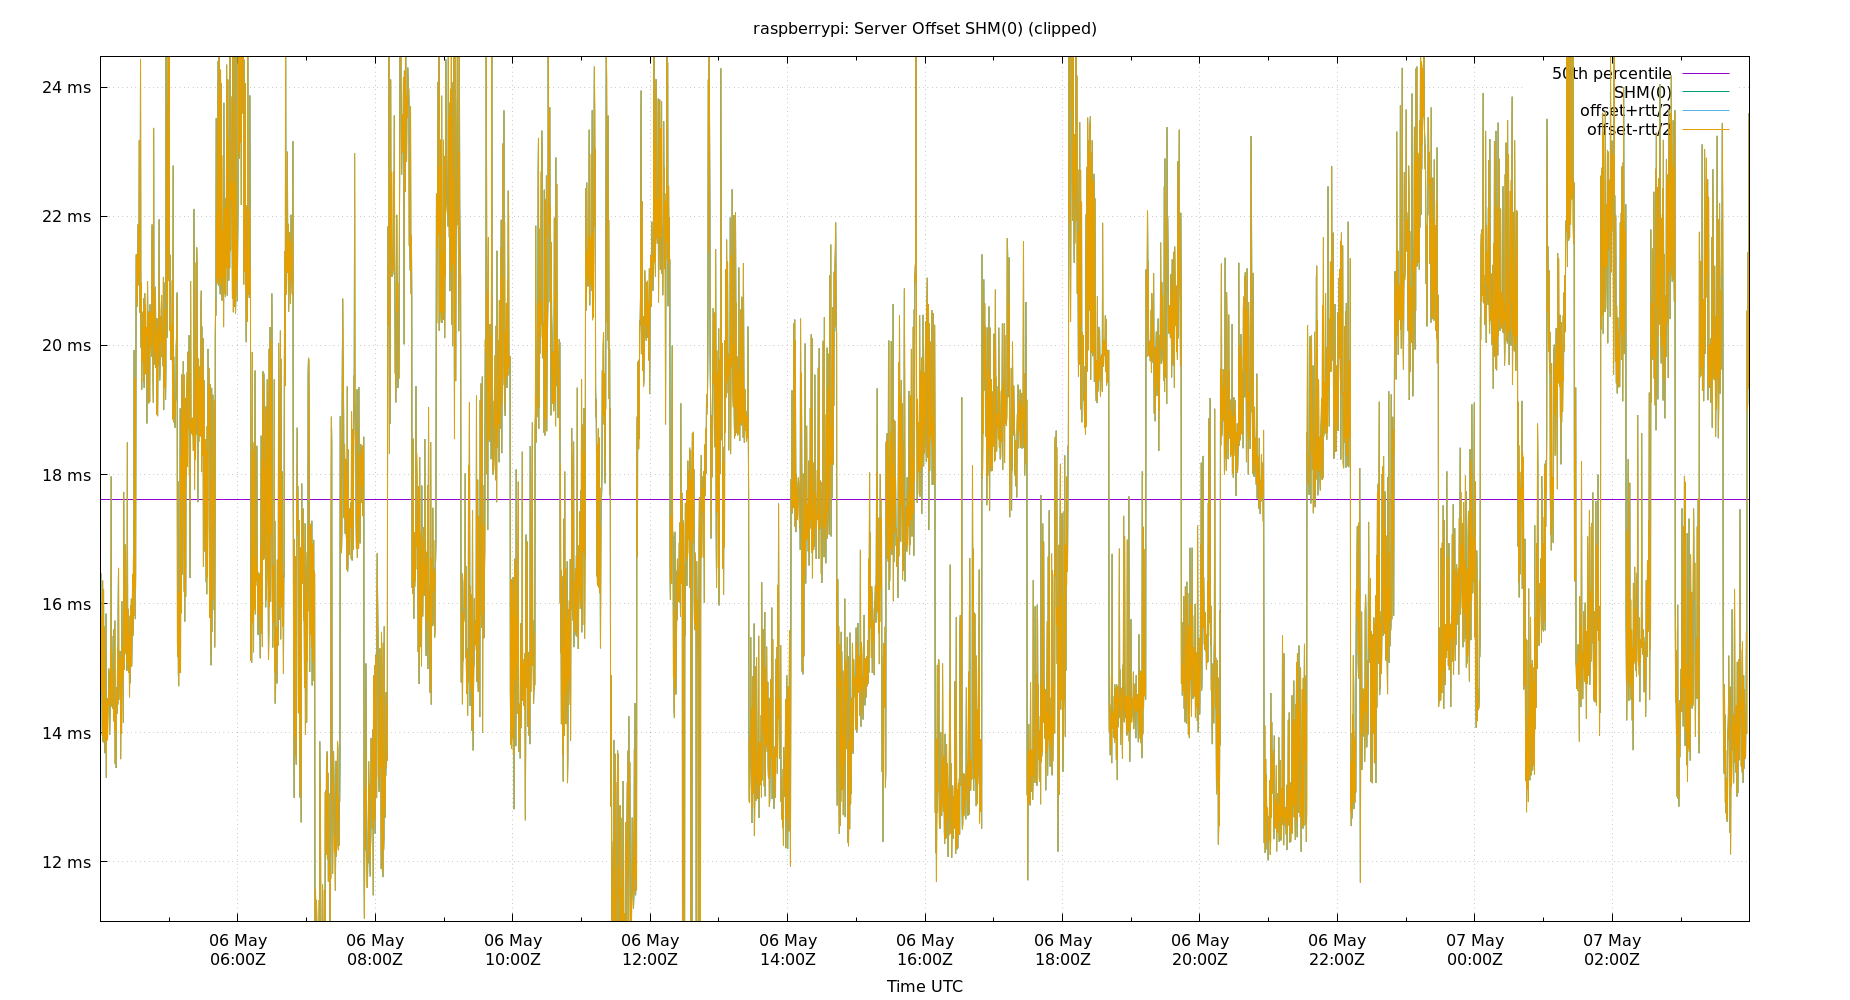 raspberrypi: Server Offset SHM(0) (clipped)
50th percentile
SHM(0)
offset+rtt/2
offset-rtt/2
24 ms
22 ms
20 ms
18 ms
16 ms
14 ms
12 ms
06 May 06 May 06 May 06 May 06 May 06 May 06 May 06 May 06 May 07 May 07 May
06:00Z 08:00Z 10:00Z 12:00Z 14:00Z 16:00Z 18:00Z 20:00Z 22:00Z 00:00Z 02:00Z
Time UTC